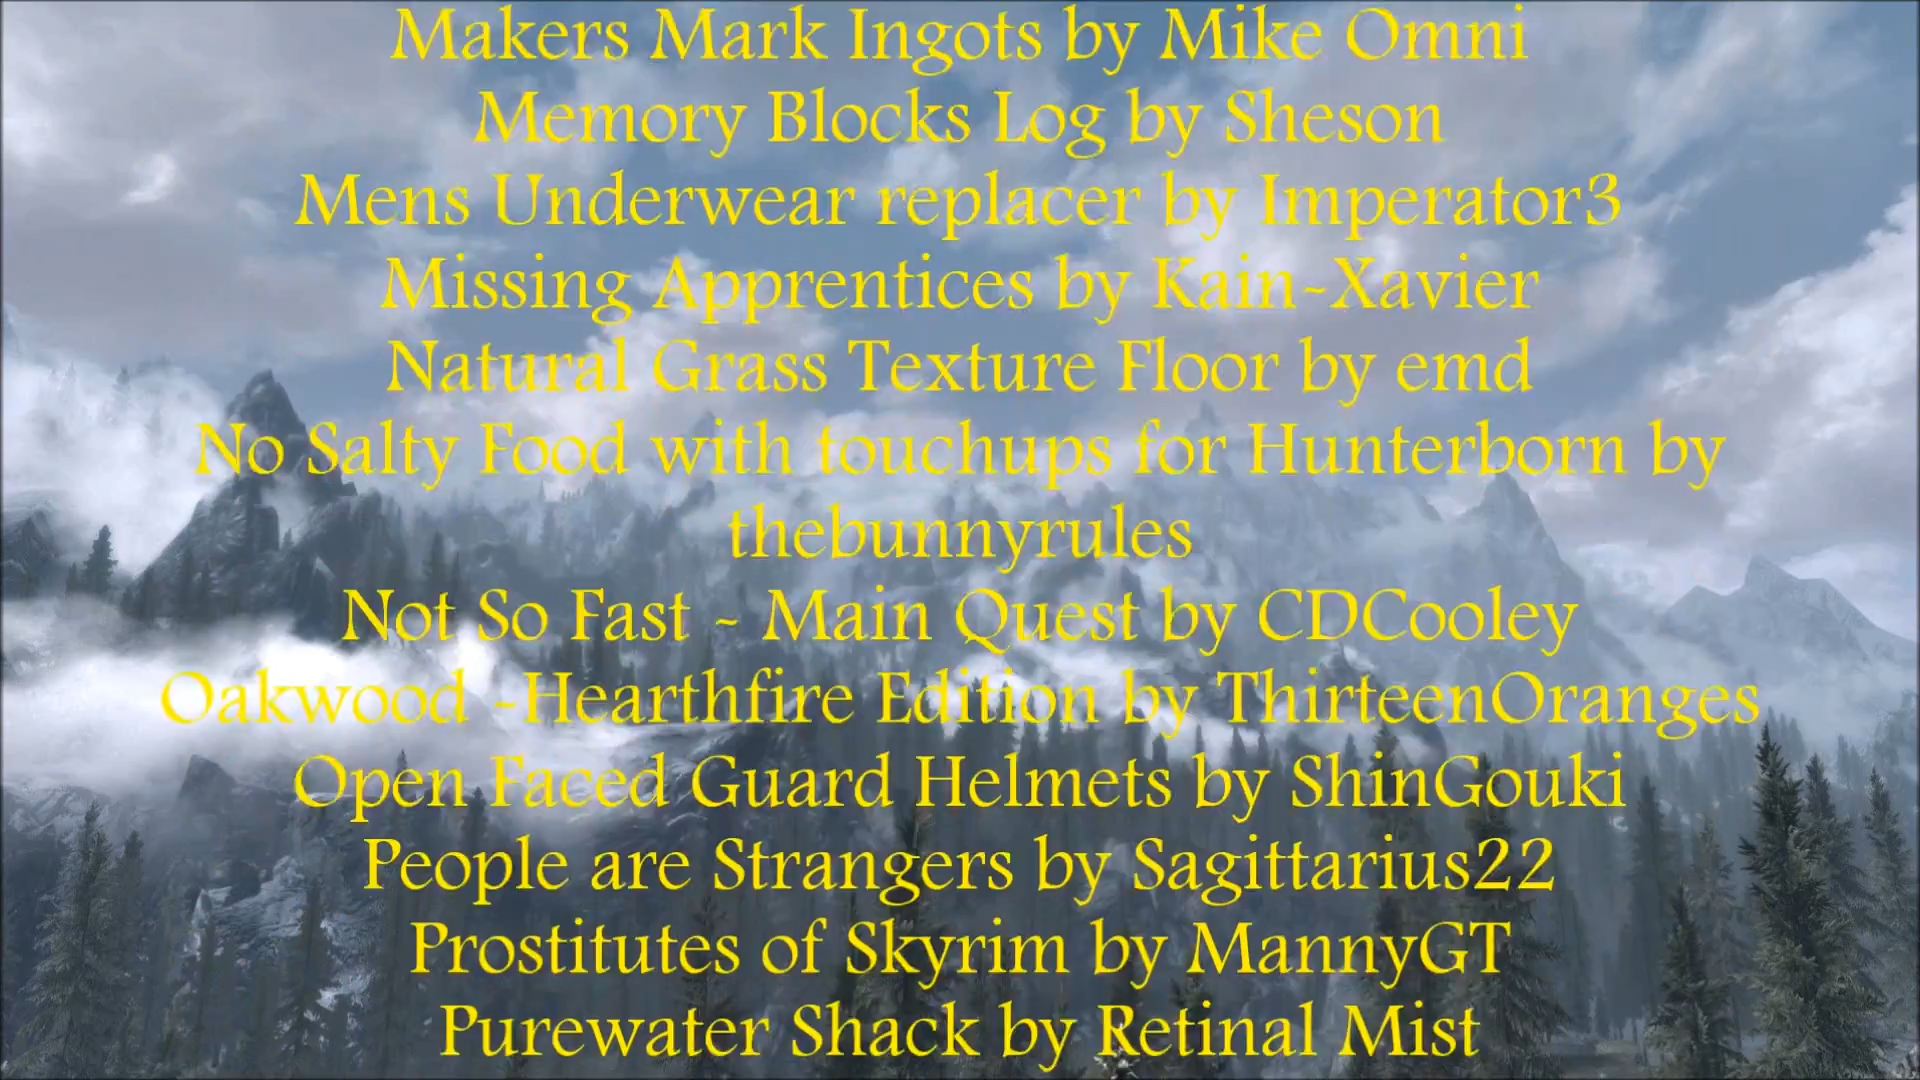 Makers Mark Ingots by Mike Omni
Memory Blocks Log by Sheson
Mens Underwear replacer by Imperator3
Missing Apprentices by Kain-Xavier
Natural Grass Texture Floor by emd
No Salty Food with touchups for Hunterborn by
thebunnyrules
Not So Fast - Main Quest by CDCooley
Oakwood -Hearthfire Edition by ThirteenOranges
Open Faced Guard Helmets by ShinGouki
People are Strangers by Sagittarius22
Prostitutes of Skyrim by MannyGT
Purewater Shack by Retinal Mist